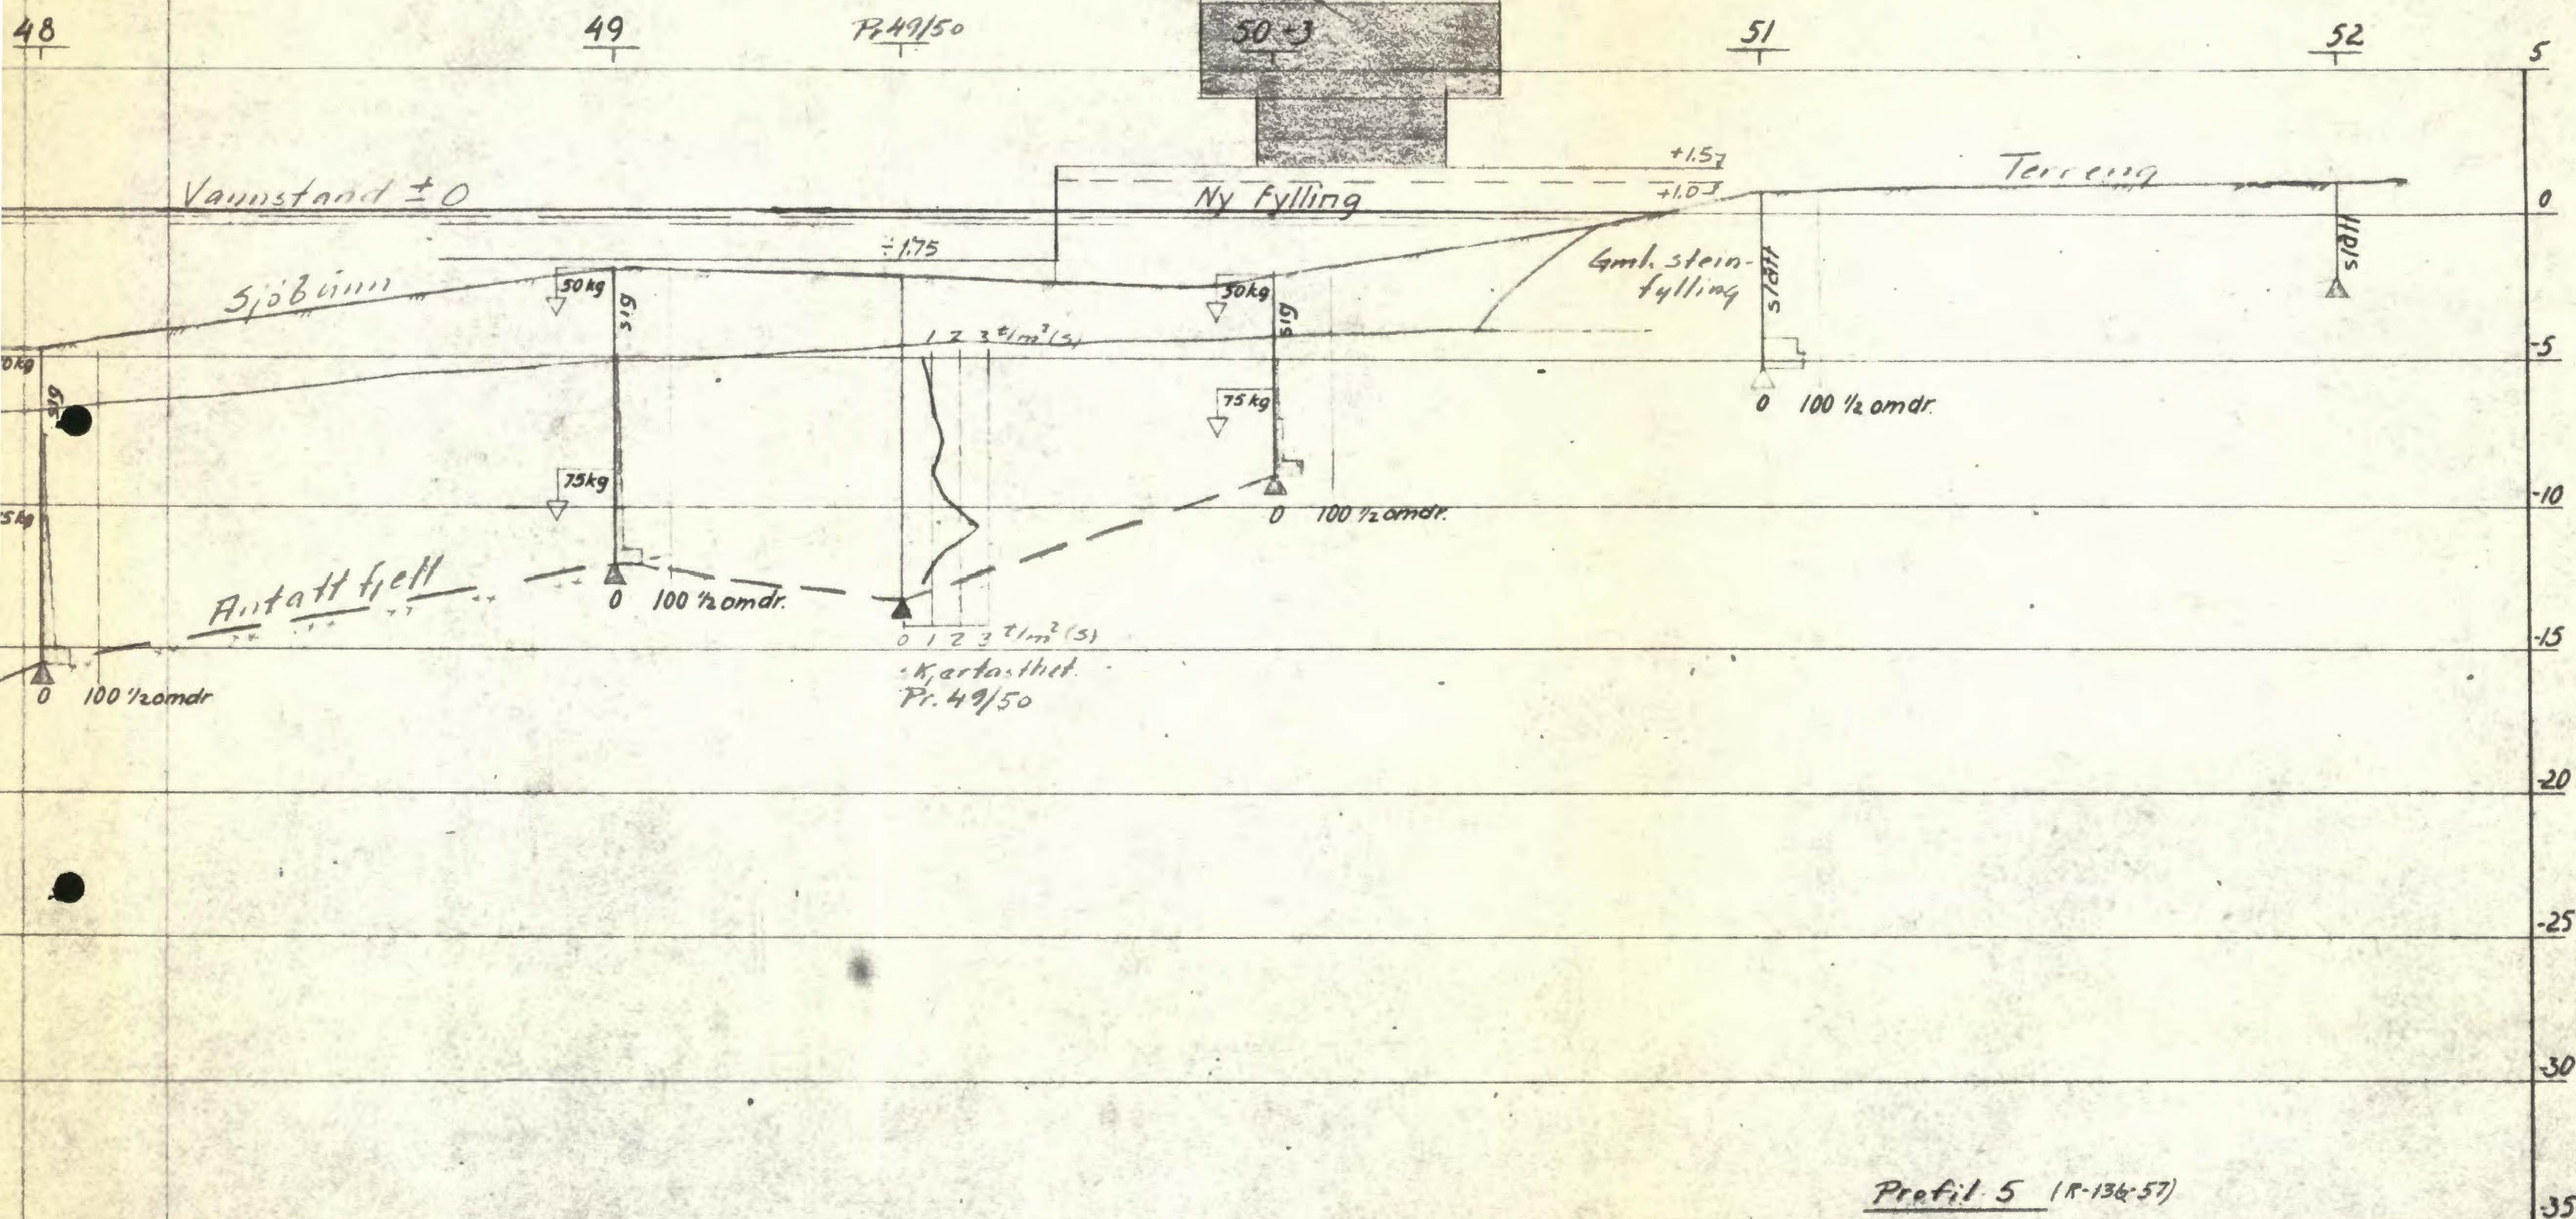 48
49
Pr 49/50
50 ÷3
51
52
5
+1.57
+1.03
Terreng
Vannstand ± 0
Ny fylling
0
÷1.75
Sjöbunn
50kg
sig
50kg
sig
Gml. stein-
fylling
slått
slått
1 2 3 t/m²(s)
-5
0kg
sig
75kg
0 100 ½ omdr.
75kg
-10
5kg
0 100 ½ omdr.
Antatt fjell
0 100 ½ omdr.
0 1 2 3 t/m²(s)
-15
Pr. 49/50
0 100 ½ omdr
-20
-25
-30
Profil 5 (R-136-57)
-35